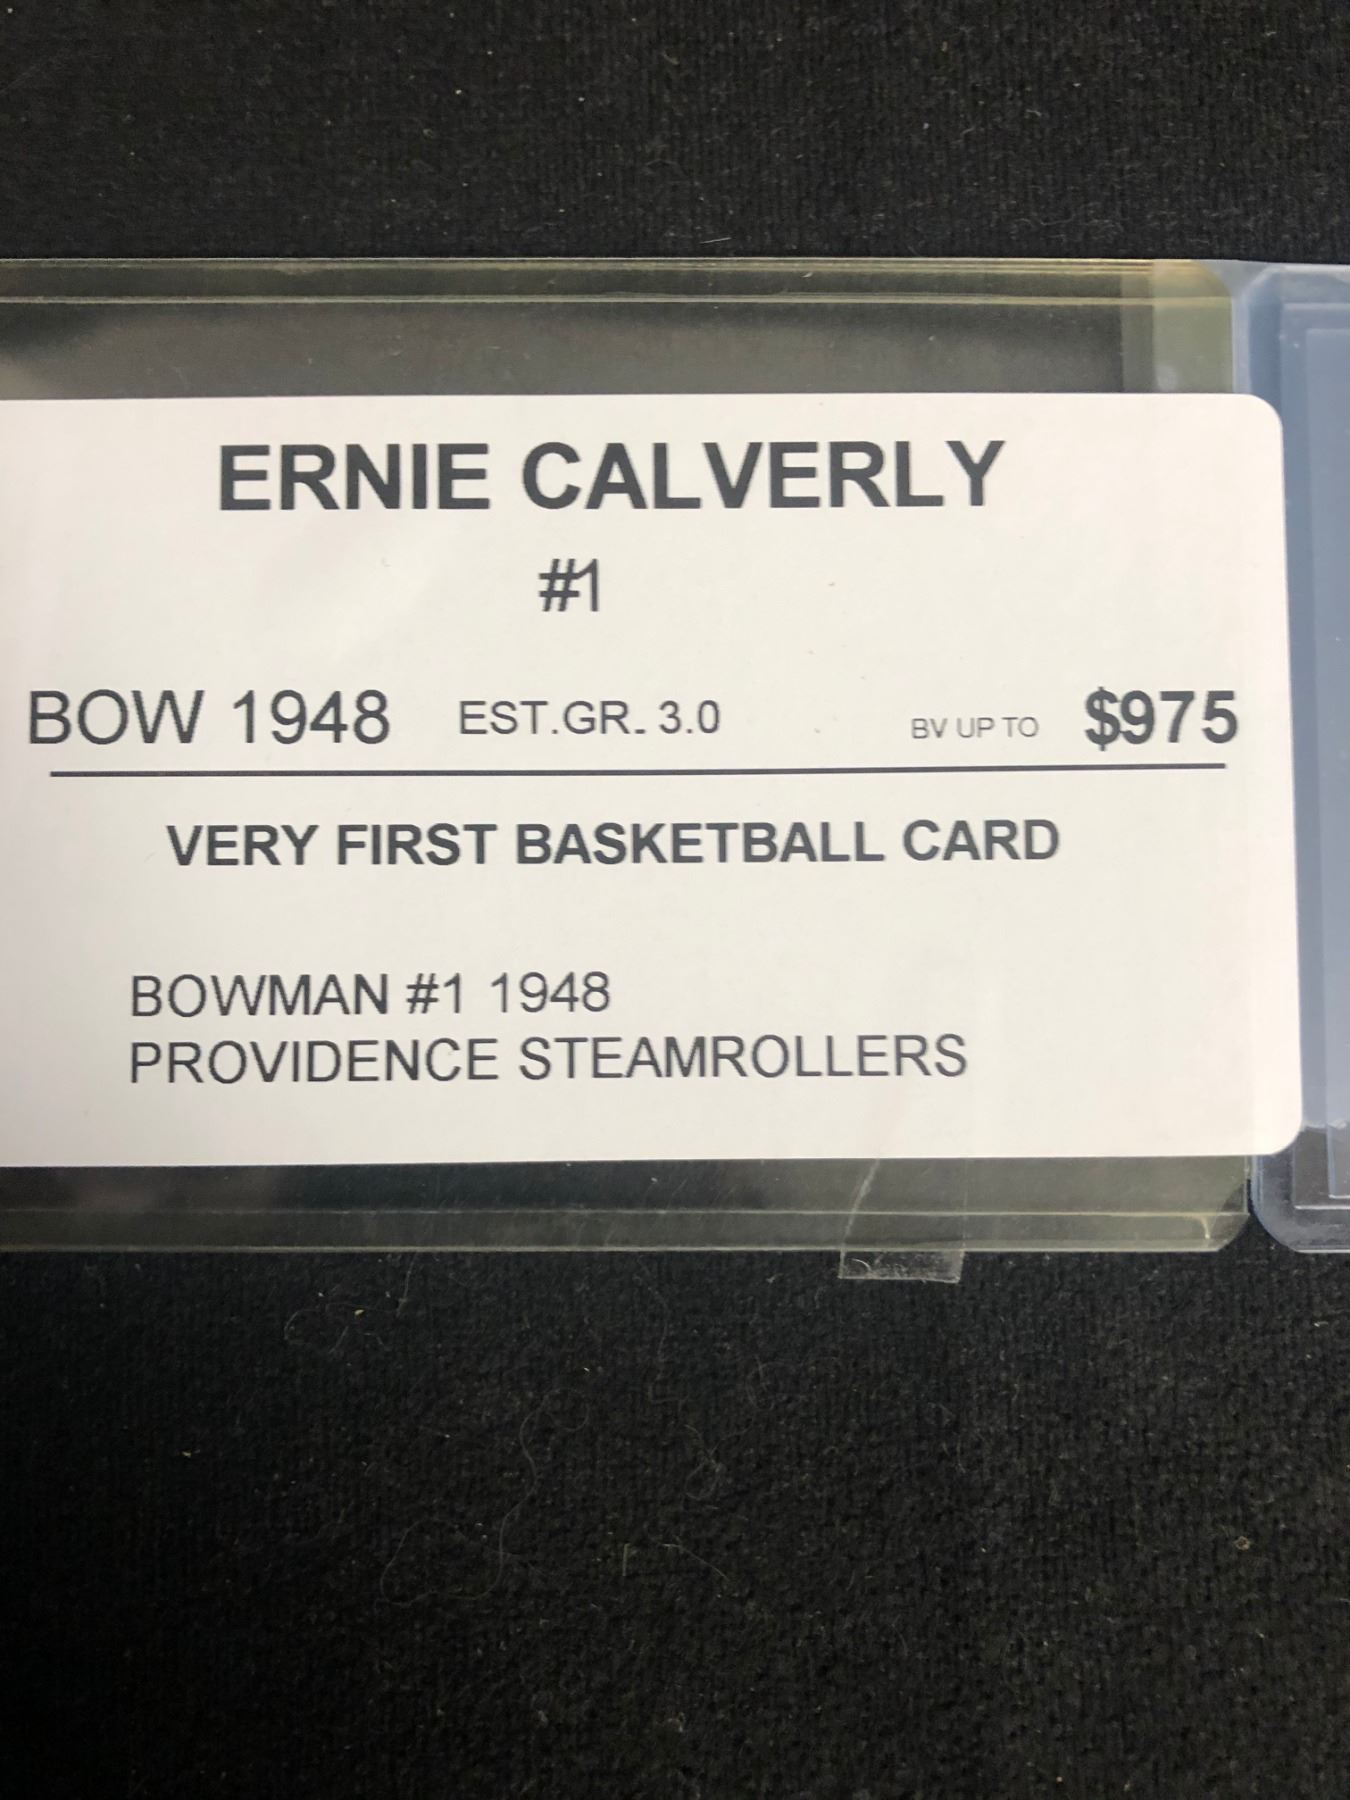 ERNIE CALVERLY
#1
BOW 1948 EST.GR. 3.0 BV UP TO $975
VERY FIRST BASKETBALL CARD
BOWMAN #1 1948
PROVIDENCE STEAMROLLERS